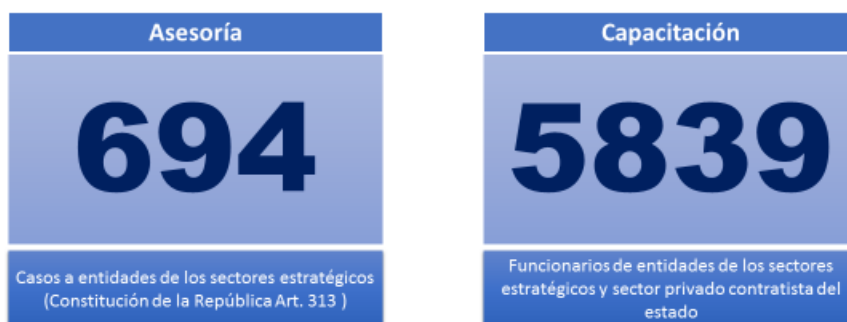 Asesoría
694
Casos a entidades de los sectores estratégicos
(Constitución de la República Art. 313 )
Capacitación
5839
Funcionarios de entidades de los sectores
estratégicos y sector privado contratista del
estado